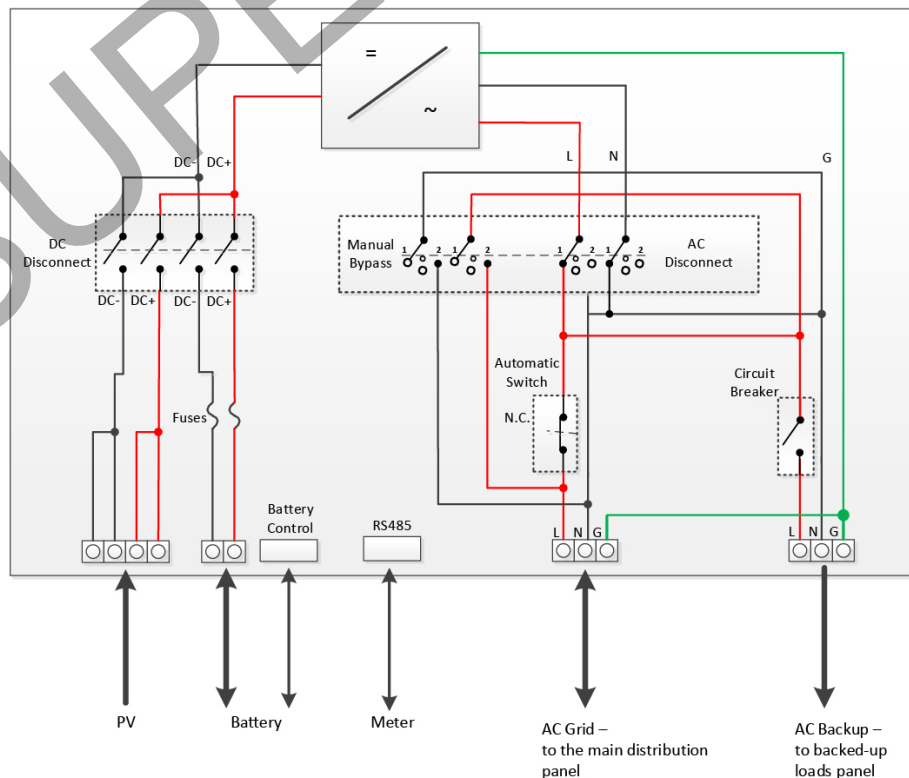 SUPE
=
~
L N G
DC- DC+
DC
Disconnect
Manual
Bypass
1 2 1 2 1 2 1 2
AC
Disconnect
DC- DC+ DC- DC+
Automatic
Switch
N.C.
Circuit
Breaker
Fuses
Battery
Control
RS485
L N G
L N G
PV
Battery
Meter
AC Grid –
to the main distribution
panel
AC Backup –
to backed-up
loads panel